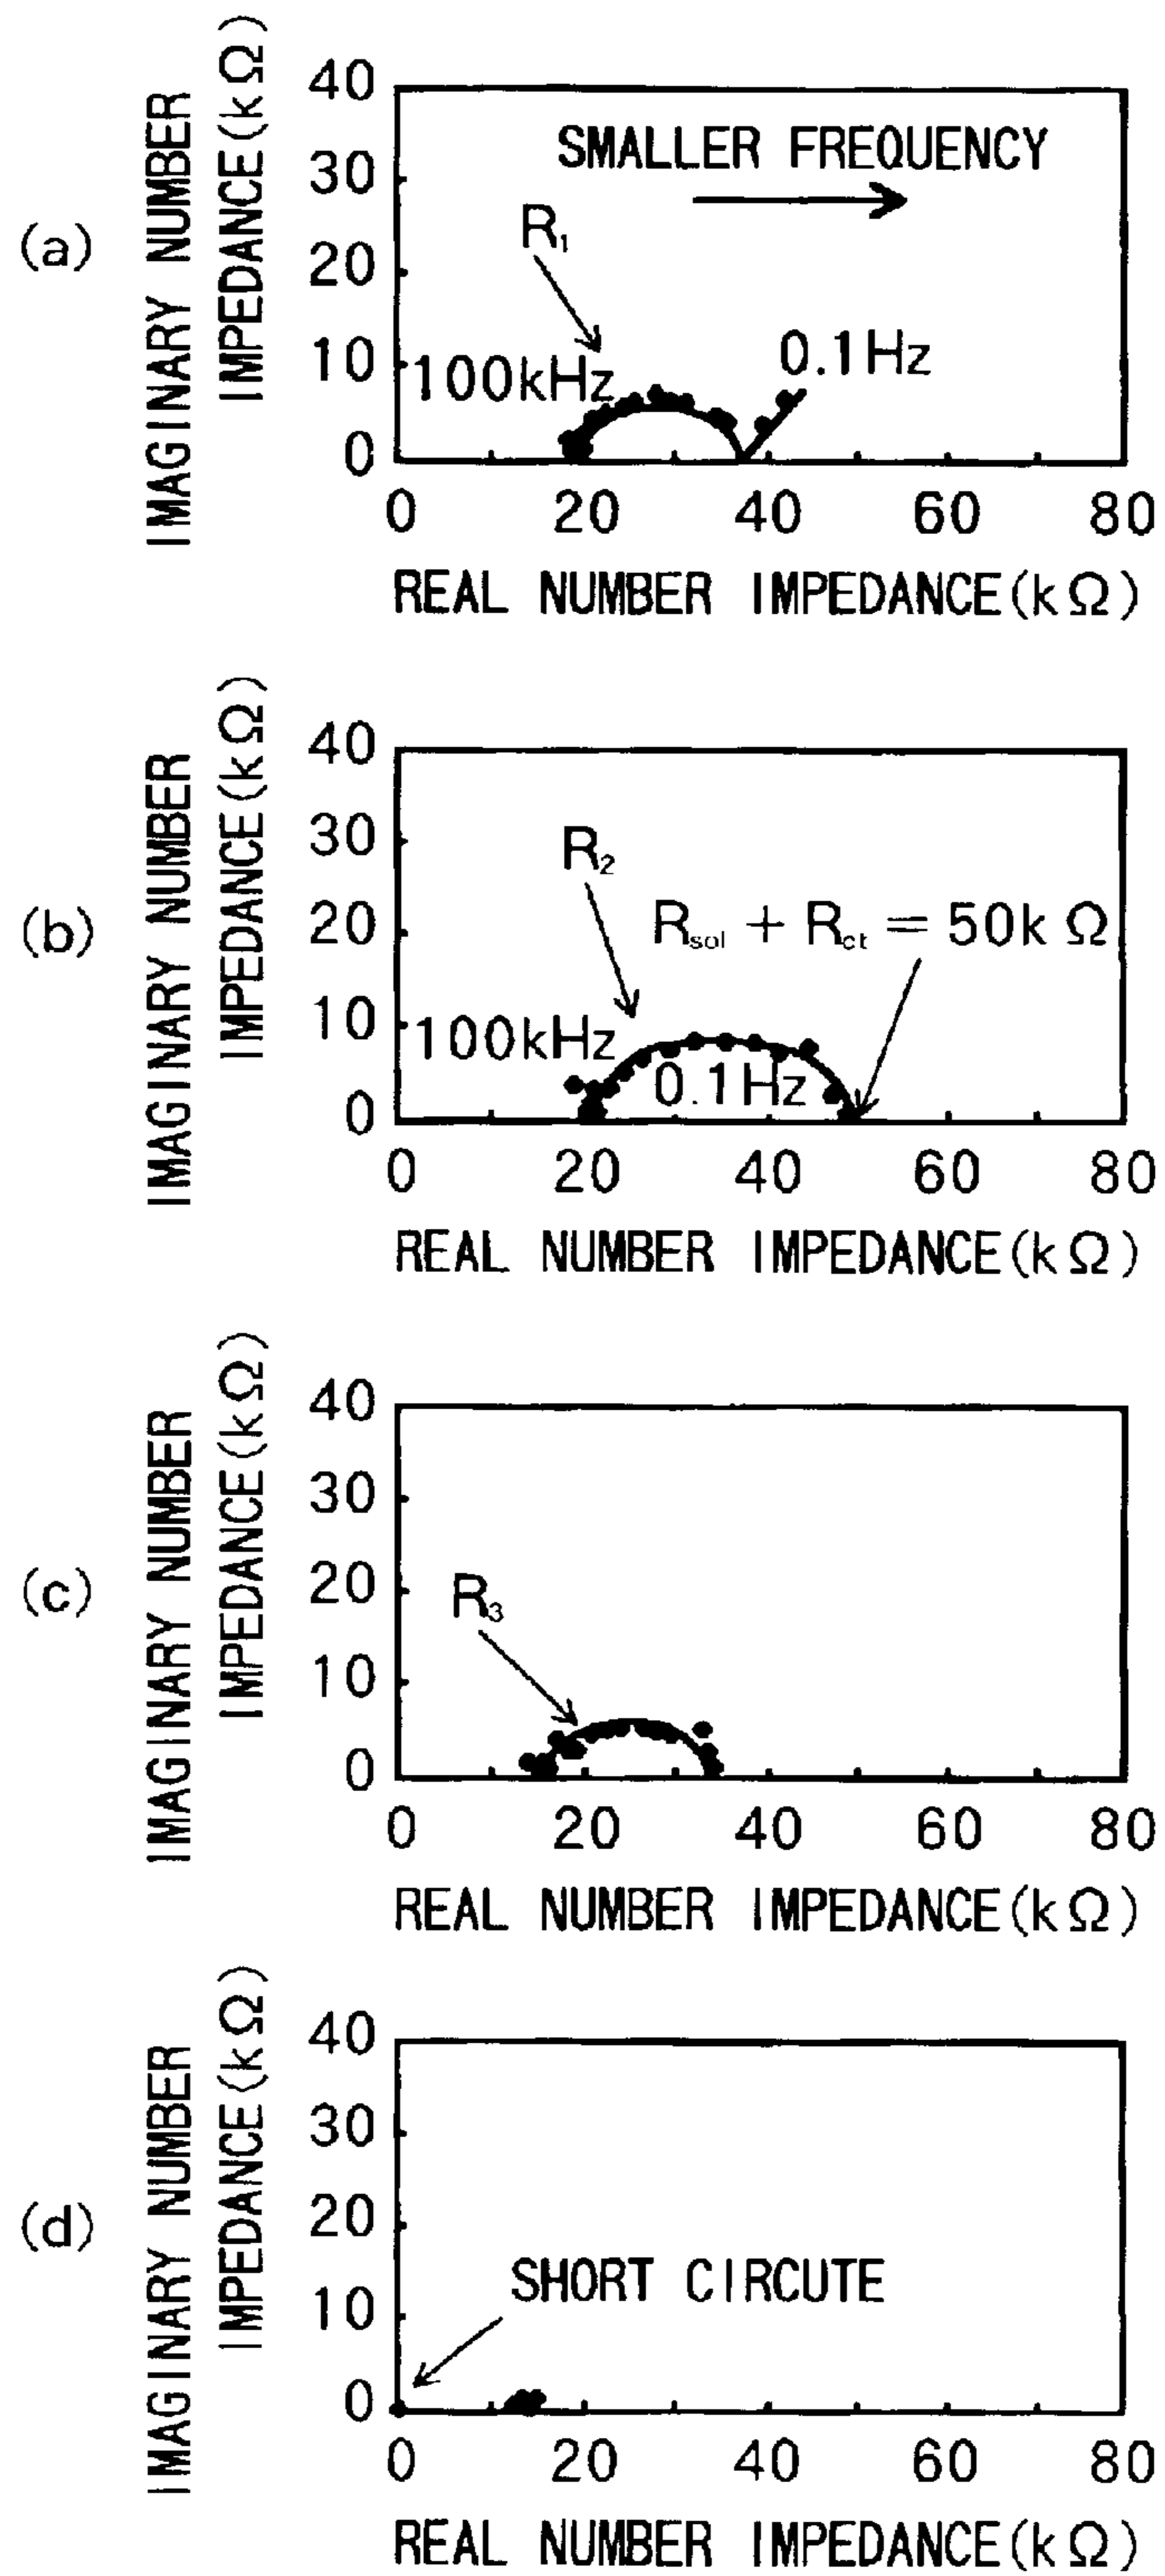 (a)
IMAGINARY NUMBER
IMPEDANCE(kΩ)
40
30
20
10
0
SMALLER FREQUENCY
R₁
100kHz
0.1Hz
0 20 40 60 80
REAL NUMBER IMPEDANCE(kΩ)
(b)
IMAGINARY NUMBER
IMPEDANCE(kΩ)
40
30
20
10
0
R₂
Rsol + Rct = 50kΩ
100kHz
0.1Hz
0 20 40 60 80
REAL NUMBER IMPEDANCE(kΩ)
(c)
IMAGINARY NUMBER
IMPEDANCE(kΩ)
40
30
20
10
0
R₃
0 20 40 60 80
REAL NUMBER IMPEDANCE(kΩ)
(d)
IMAGINARY NUMBER
IMPEDANCE(kΩ)
40
30
20
10
0
SHORT CIRCUTE
0 20 40 60 80
REAL NUMBER IMPEDANCE(kΩ)